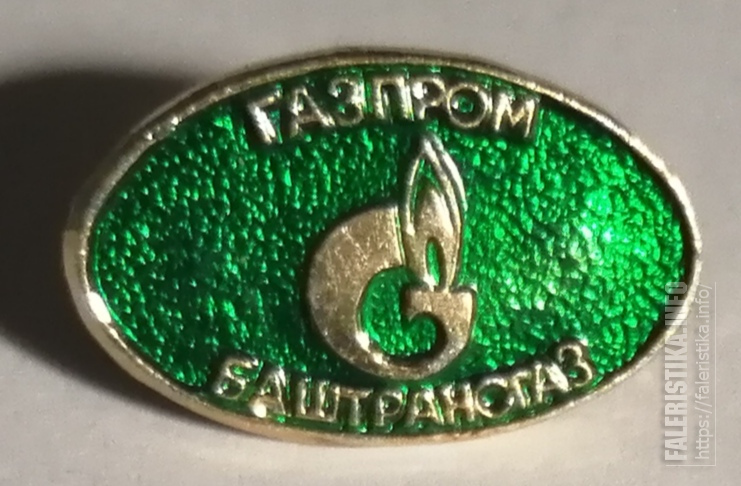 ГАЗПРОМ
БАШТРАНСГАЗ
FALERISTIKA.INFO
https://faleristika.info/